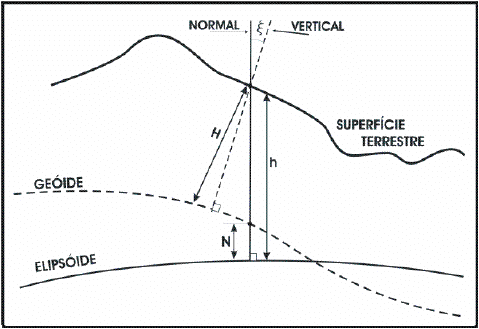 NORMAL
ξ
VERTICAL
H
h
SUPERFÍCIE
TERRESTRE
GEÓIDE
N
ELIPSÓIDE